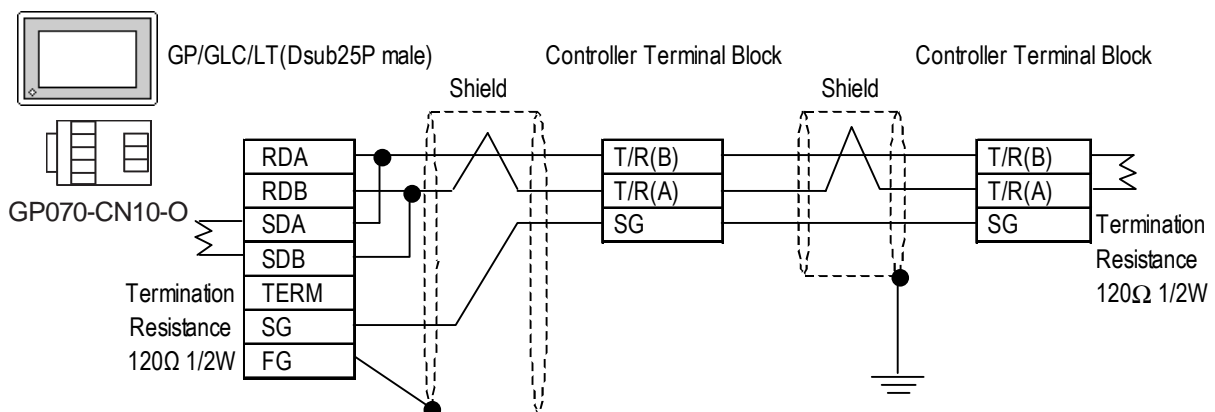 GP/GLC/LT(Dsub25P male)
Controller Terminal Block
Controller Terminal Block
Shield
Shield
GP070-CN10-O
RDA
RDB
SDA
SDB
TERM
SG
FG
Termination
Resistance
120Ω 1/2W
T/R(B)
T/R(A)
SG
T/R(B)
T/R(A)
SG
Termination
Resistance
120Ω 1/2W